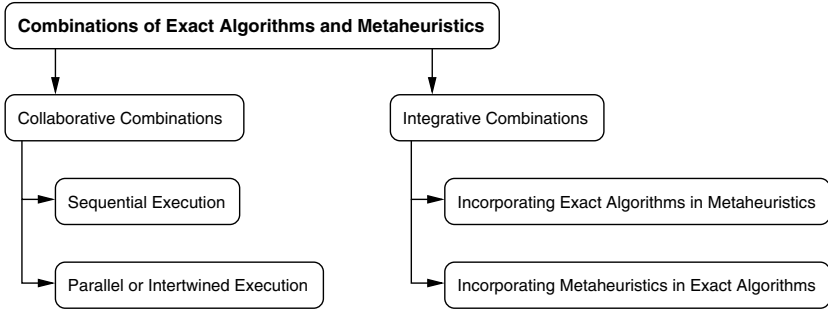 Combinations of Exact Algorithms and Metaheuristics
Collaborative Combinations
Integrative Combinations
Sequential Execution
Incorporating Exact Algorithms in Metaheuristics
Parallel or Intertwined Execution
Incorporating Metaheuristics in Exact Algorithms